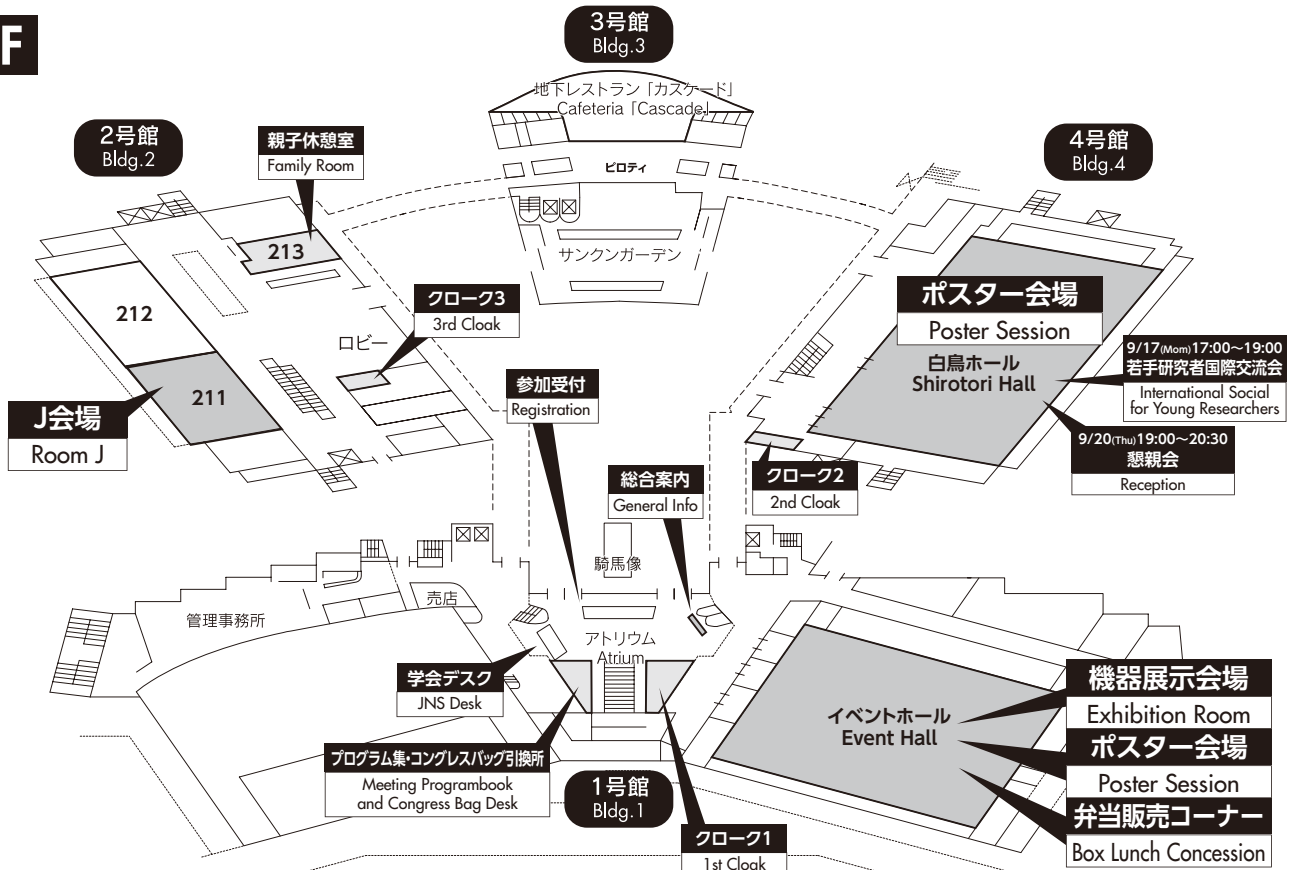 F
3号館
Bldg.3
地下レストラン「カスケード」
Cafeteria「Cascade」
2号館
Bldg.2
親子休憩室
Family Room
4号館
Bldg.4
ピロティ
213
サンクンガーデン
212
クローク3
3rd Cloak
ロビー
ポスター会場
Poster Session
白鳥ホール
Shirotori Hall
9/17(Mom)17:00〜19:00
若手研究者国際交流会
International Social
for Young Researchers
211
参加受付
Registration
J会場
Room J
9/20(Thu)19:00〜20:30
懇親会
Reception
総合案内
General Info
クローク2
2nd Cloak
騎馬像
売店
管理事務所
アトリウム
Atrium
学会デスク
JNS Desk
イベントホール
Event Hall
機器展示会場
Exhibition Room
ポスター会場
Poster Session
弁当販売コーナー
Box Lunch Concession
プログラム集・コングレスバッグ引換所
Meeting Programbook
and Congress Bag Desk
1号館
Bldg.1
クローク1
1st Cloak